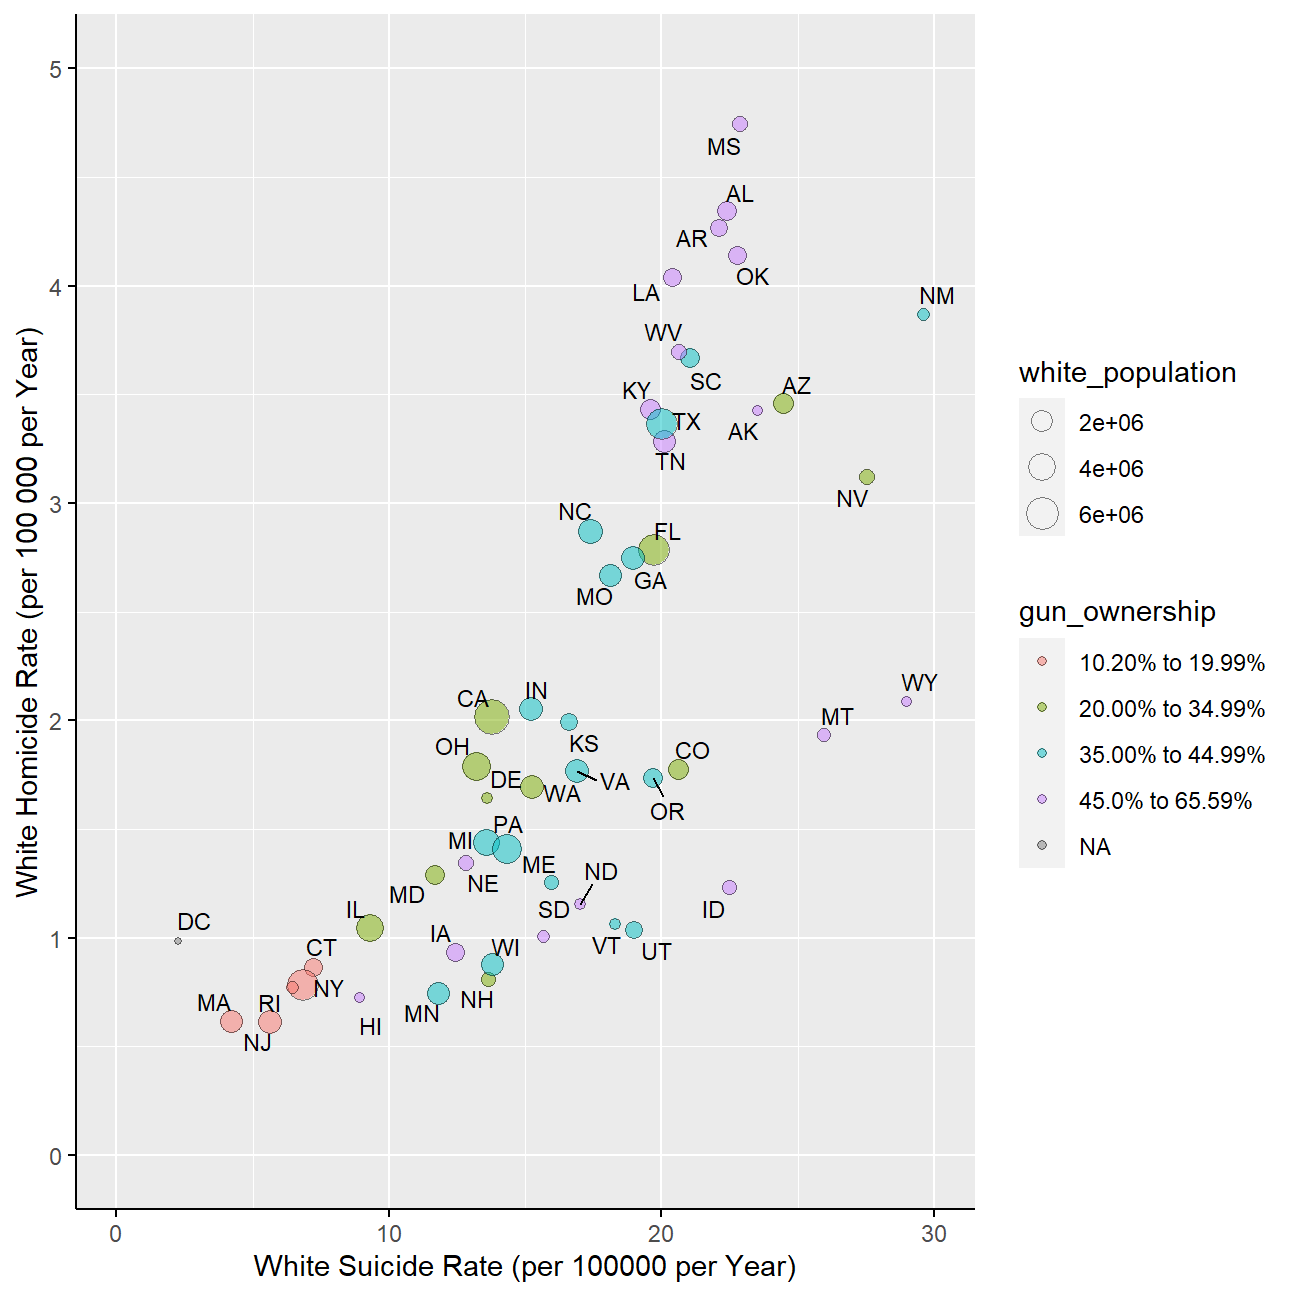 5
MS
AL
AR
OK
4
LA
NM
WV
SC
KY
AZ
TX
AK
TN
3
NV
NC
FL
GA
MO
WY
CA
IN
2
MT
KS
OH
CO
DE
WA
VA
OR
PA
MI
ME
ND
NE
MD
SD
ID
IL
DC
1
IA
WI
VT
UT
CT
NY
MA
RI
NH
MN
HI
NJ
0
0 10 20 30
White Suicide Rate (per 100000 per Year)
White Homicide Rate (per 100 000 per Year)
white_population
2e+06
4e+06
6e+06
gun_ownership
10.20% to 19.99%
20.00% to 34.99%
35.00% to 44.99%
45.0% to 65.59%
NA